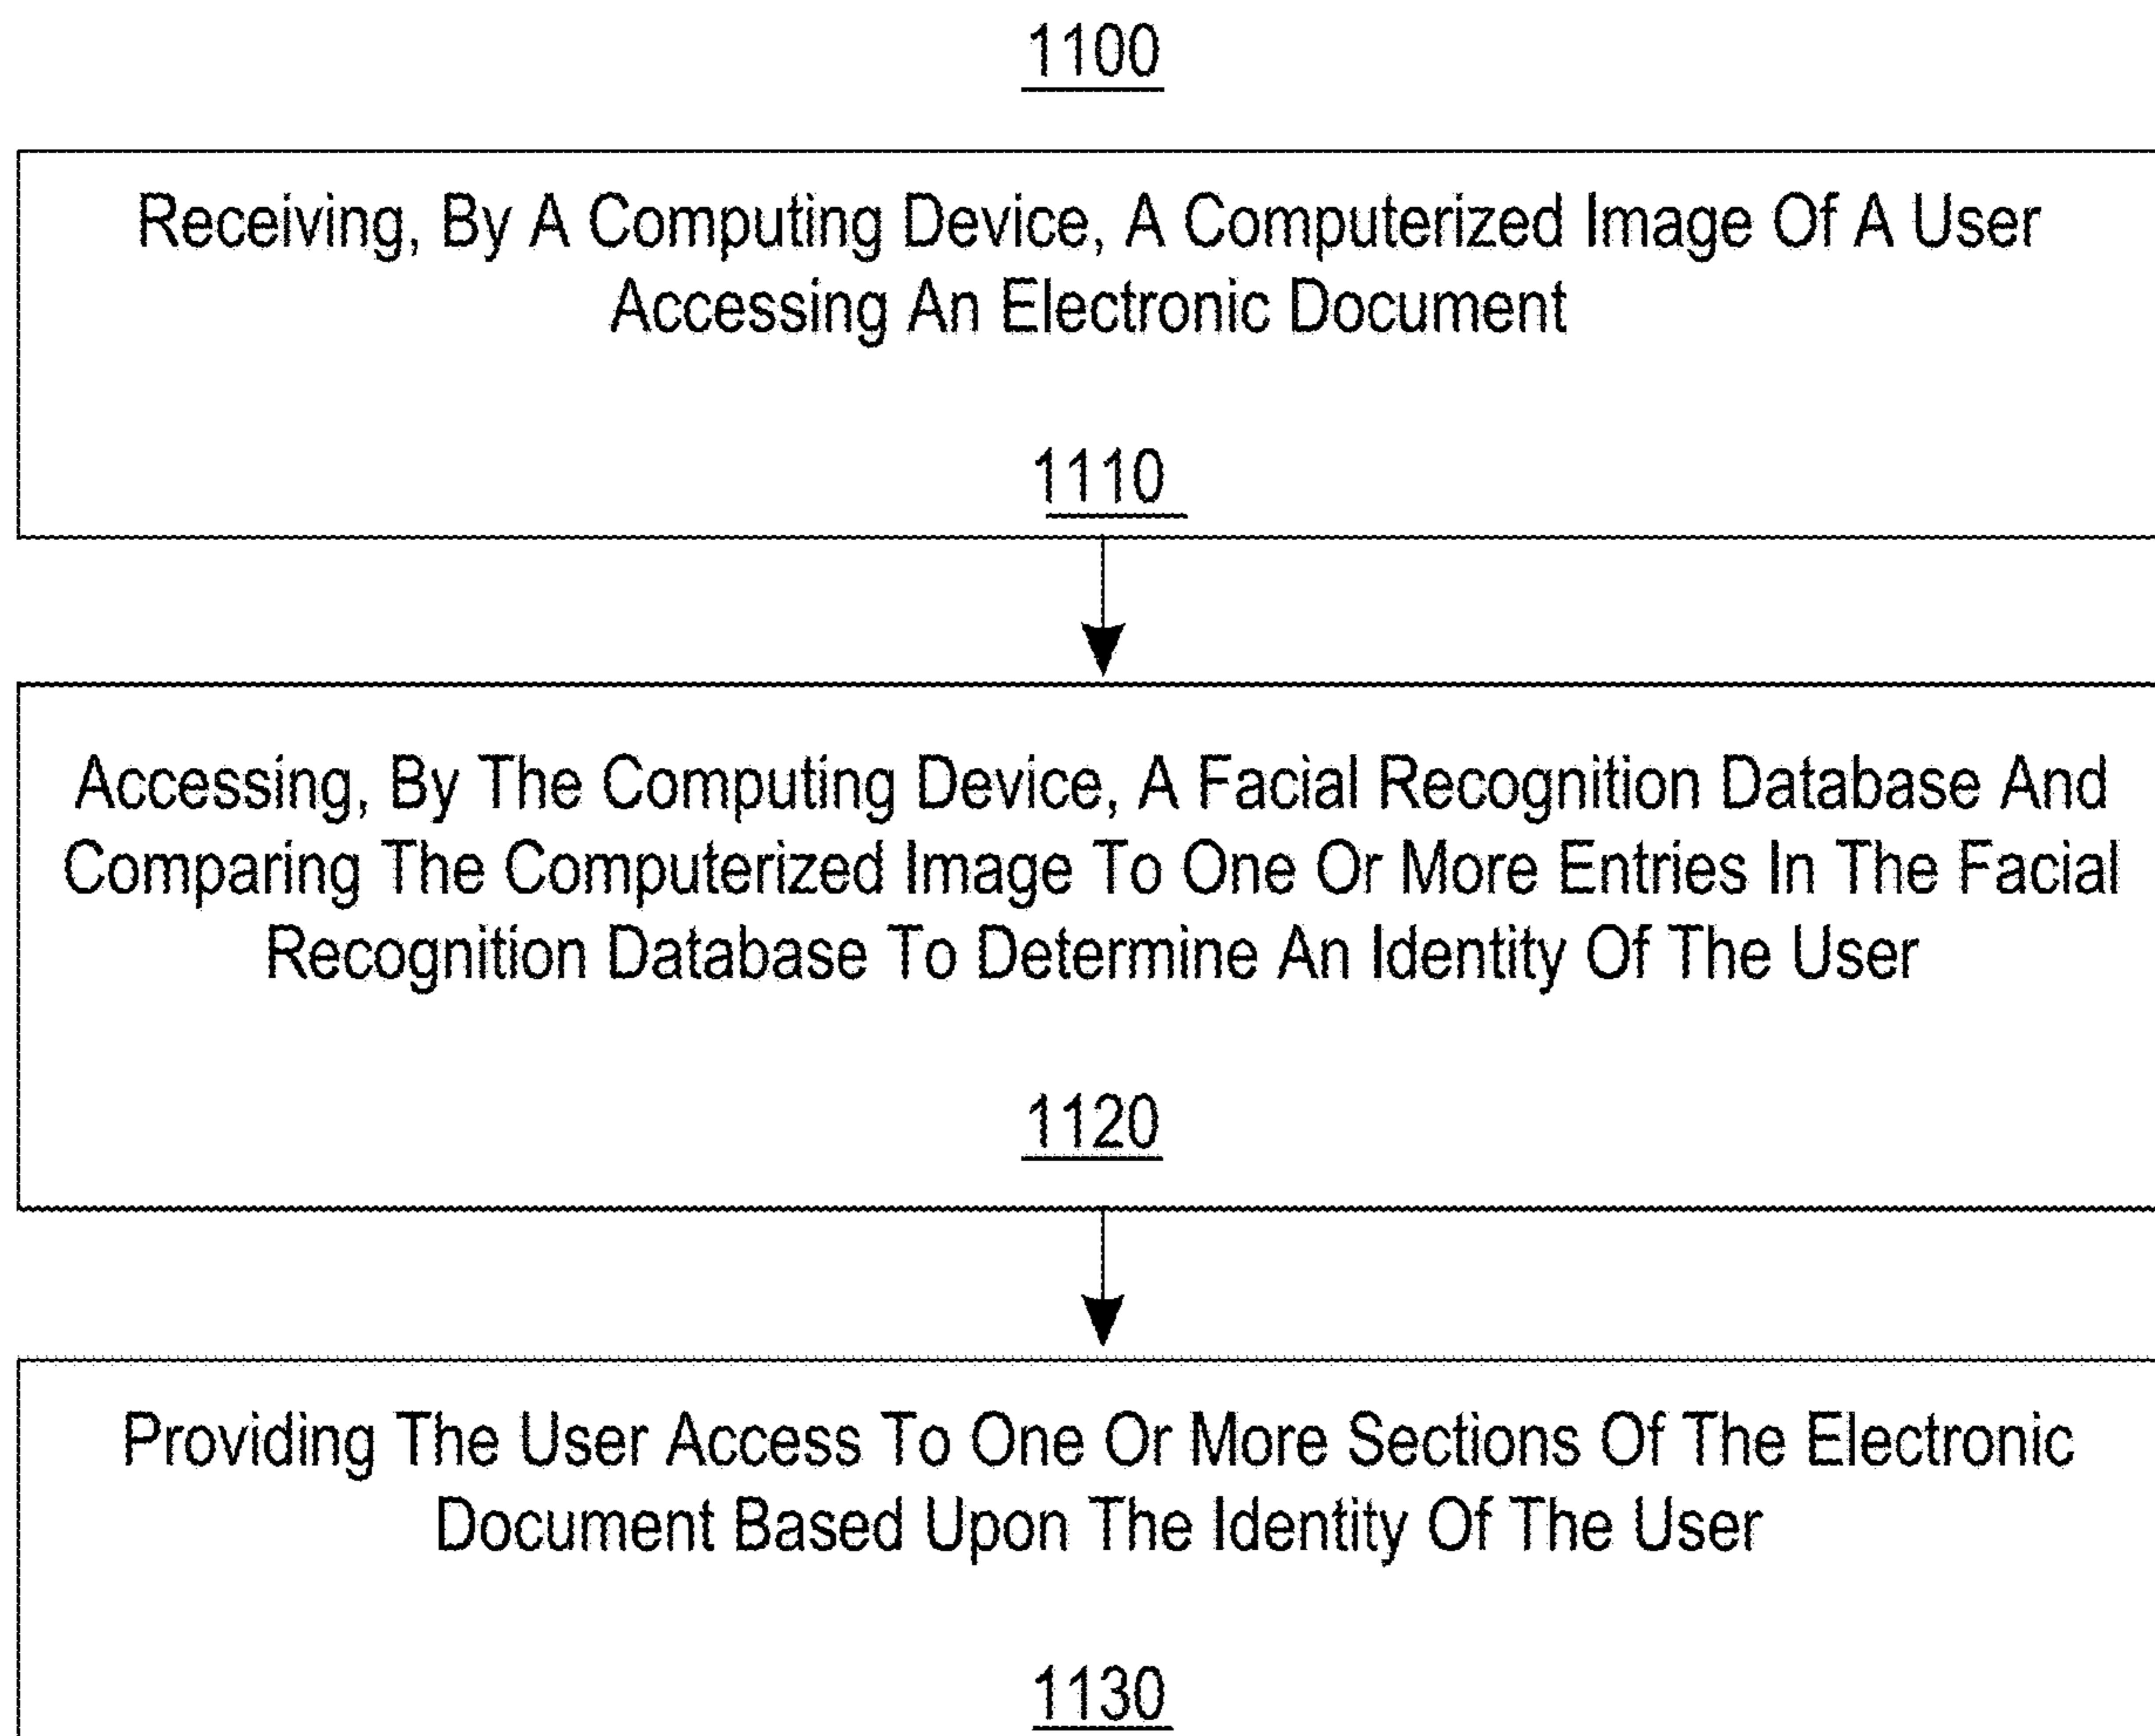 1100
Receiving, By A Computing Device, A Computerized Image Of A User
Accessing An Electronic Document
1110
Accessing, By The Computing Device, A Facial Recognition Database And
Comparing The Computerized Image To One Or More Entries In The Facial
Recognition Database To Determine An Identity Of The User
1120
Providing The User Access To One Or More Sections Of The Electronic
Document Based Upon The Identity Of The User
1130